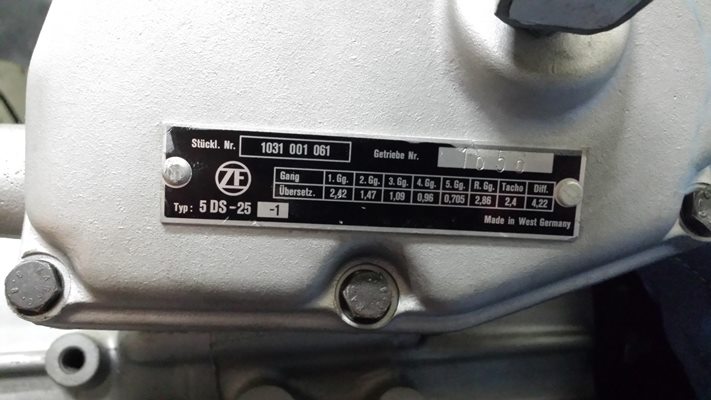 Stückl. Nr. 1031 001 061 Getriebe Nr.
ZF
Gang 1. Gg. 2. Gg. 3. Gg. 4. Gg. 5. Gg. R. Gg. Tacho Diff.
Übersetz. 2,42 1,47 1,09 0,96 0,705 2,86 2,4 4,22
Typ: 5 DS-25 -1 Made in West Germany